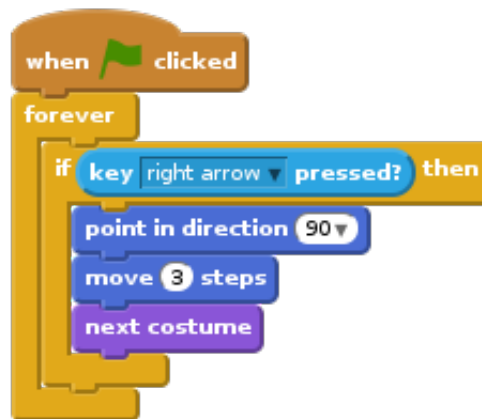 when clicked
forever
if key right arrow pressed? then
point in direction 90
move 3 steps
next costume